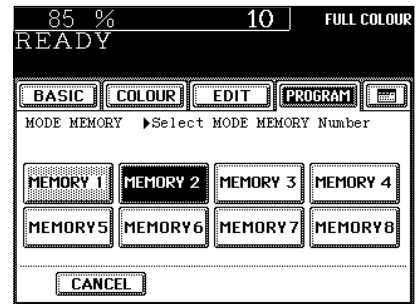 85 % 10 FULL COLOUR
READY
BASIC COLOUR EDIT PROGRAM
MODE MEMORY ▶Select MODE MEMORY Number
MEMORY 1 MEMORY 2 MEMORY 3 MEMORY 4
MEMORY5 MEMORY6 MEMORY7 MEMORY8
CANCEL